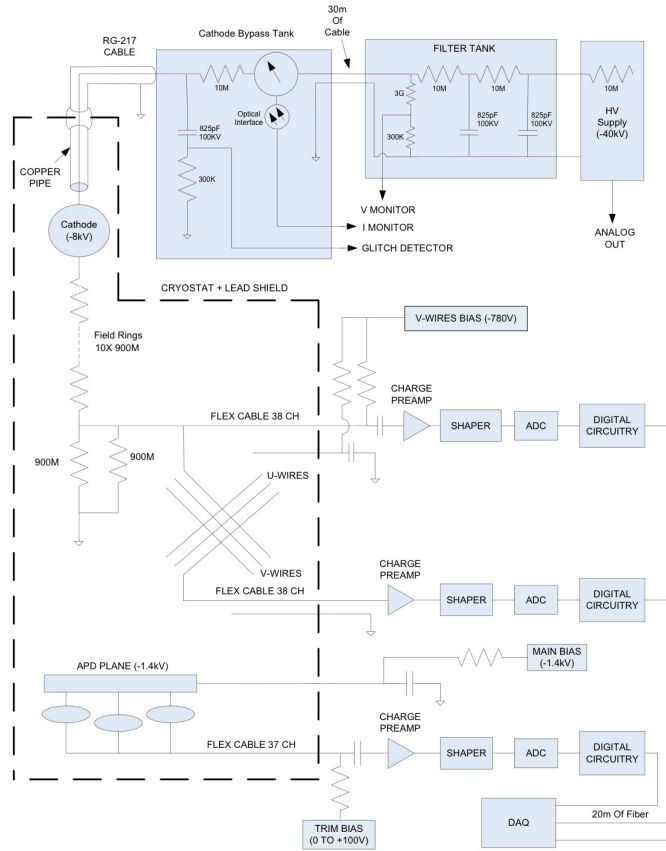 30m
Of
Cable
Cathode Bypass Tank
RG-217
CABLE
FILTER TANK
10M
3G
10M
10M
10M
HV
Supply
(-40kV)
Optical
Interface
825pF
100KV
825pF
100KV
825pF
100KV
300K
300K
COPPER
PIPE
V MONITOR
I MONITOR
GLITCH DETECTOR
ANALOG
OUT
Cathode
(-8kV)
CRYOSTAT + LEAD SHIELD
V-WIRES BIAS (-780V)
Field Rings
10X 900M
CHARGE
PREAMP
FLEX CABLE 38 CH
SHAPER
ADC
DIGITAL
CIRCUITRY
900M
900M
U-WIRES
V-WIRES
FLEX CABLE 38 CH
CHARGE
PREAMP
SHAPER
ADC
DIGITAL
CIRCUITRY
MAIN BIAS
(-1.4kV)
APD PLANE (-1.4kV)
CHARGE
PREAMP
FLEX CABLE 37 CH
SHAPER
ADC
DIGITAL
CIRCUITRY
TRIM BIAS
(0 TO +100V)
DAQ
20m Of Fiber